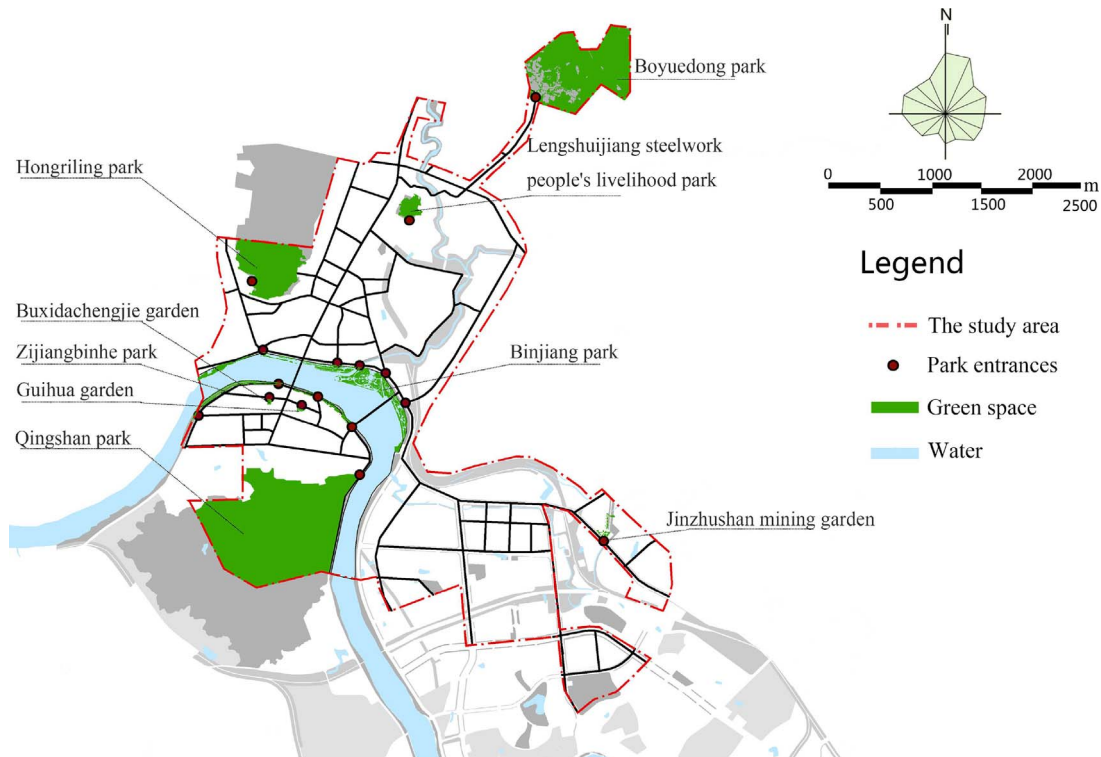 N
Boyuedong park
Lengshuijiang steelwork
people's livelihood park
Hongriling park
0 1000 2000 m
500 1500 2500
Legend
Buxidachengjie garden
Zijiangbinhe park
Binjiang park
Guihua garden
Qingshan park
The study area
Park entrances
Green space
Water
Jinzhushan mining garden